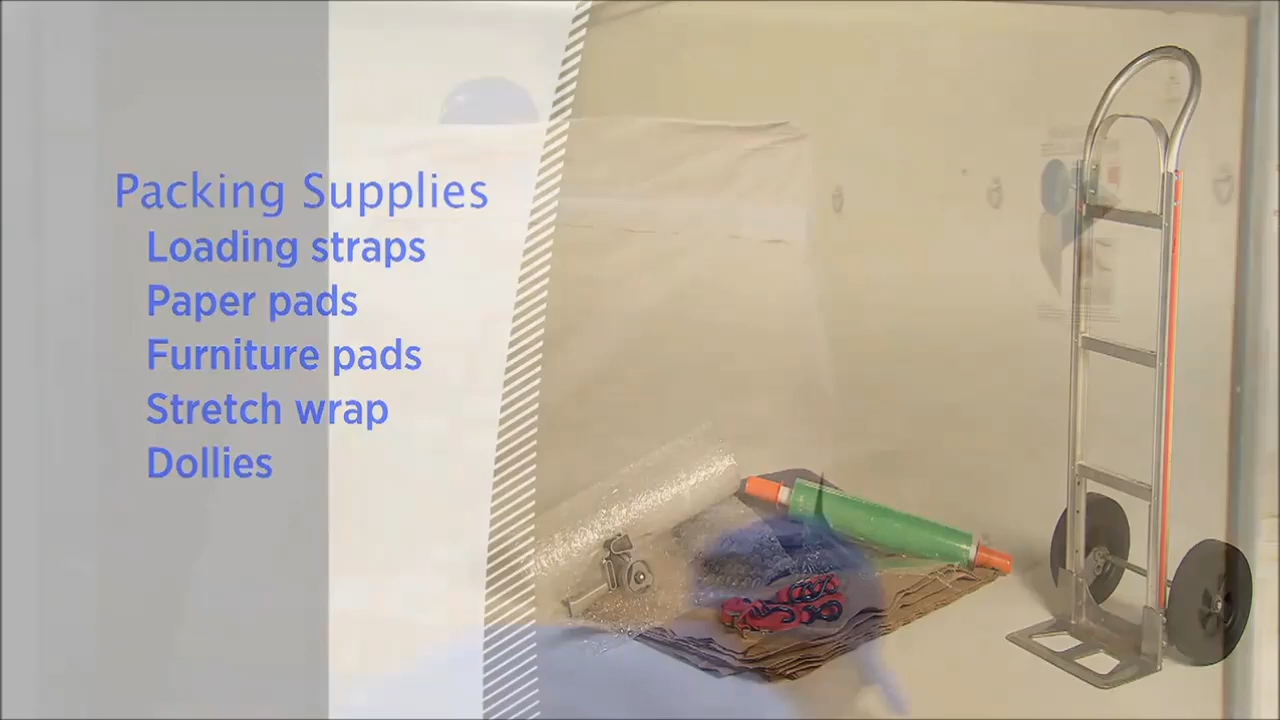 Packing Supplies
Loading straps
Paper pads
Furniture pads
Stretch wrap
Dollies